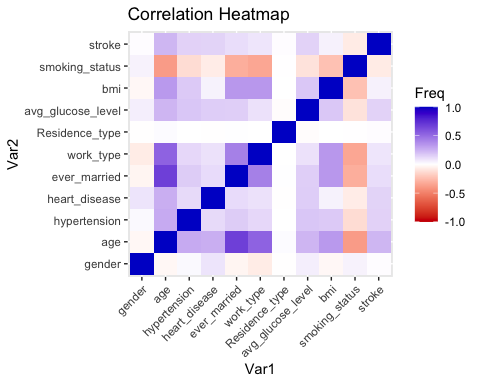 Correlation Heatmap
Var2
stroke
smoking_status
bmi
avg_glucose_level
Residence_type
work_type
ever_married
heart_disease
hypertension
age
gender
gender
age
hypertension
heart_disease
ever_married
work_type
Residence_type
avg_glucose_level
bmi
smoking_status
stroke
Var1
Freq
1.0
0.5
0.0
-0.5
-1.0